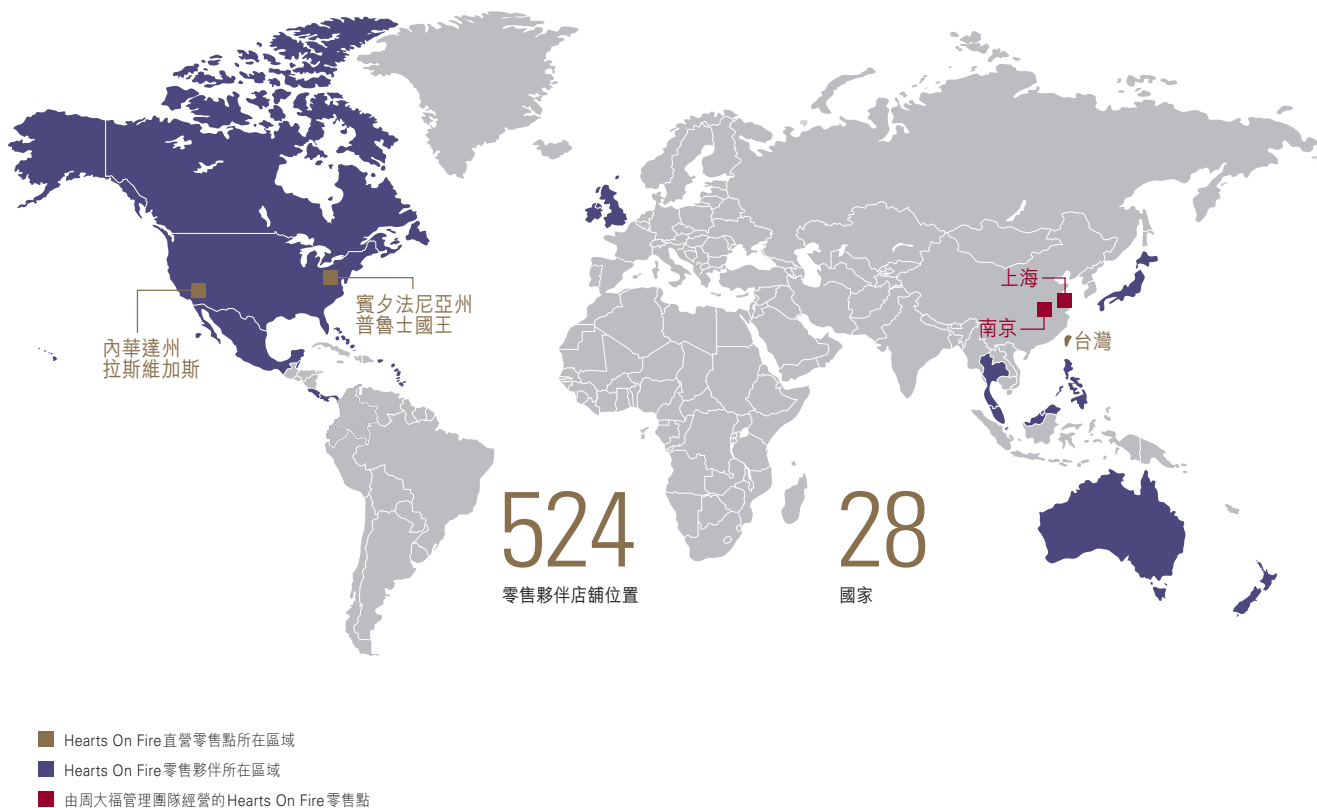 上海
賓夕法尼亞州
普魯士國王
南京
台灣
內華達州
拉斯維加斯
524
零售夥伴店舖位置
28
國家
Hearts On Fire直營零售點所在區域
Hearts On Fire零售夥伴所在區域
由周大福管理團隊經營的Hearts On Fire零售點